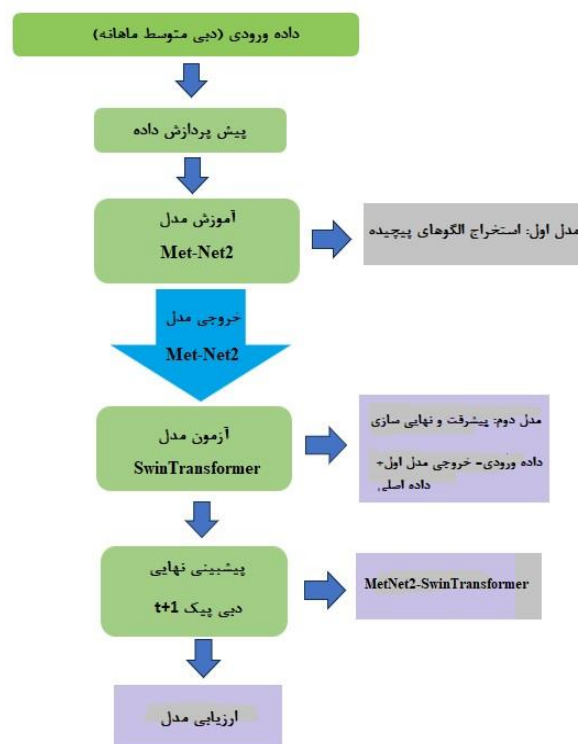 داده ورودی (دبی متوسط ماهانه)
پیش پردازش داده
آموزش مدل
Met-Net2
مدل اول: استخراج الگوهای پیچیده
خروجی مدل
Met-Net2
آزمون مدل
SwinTransformer
مدل دوم: پیشرفت و نهایی سازی
داده ورودی= خروجی مدل اول+
داده اصلی
پیشبینی نهایی
دبی پیک t+1
MetNet2-SwinTransformer
ارزیابی مدل